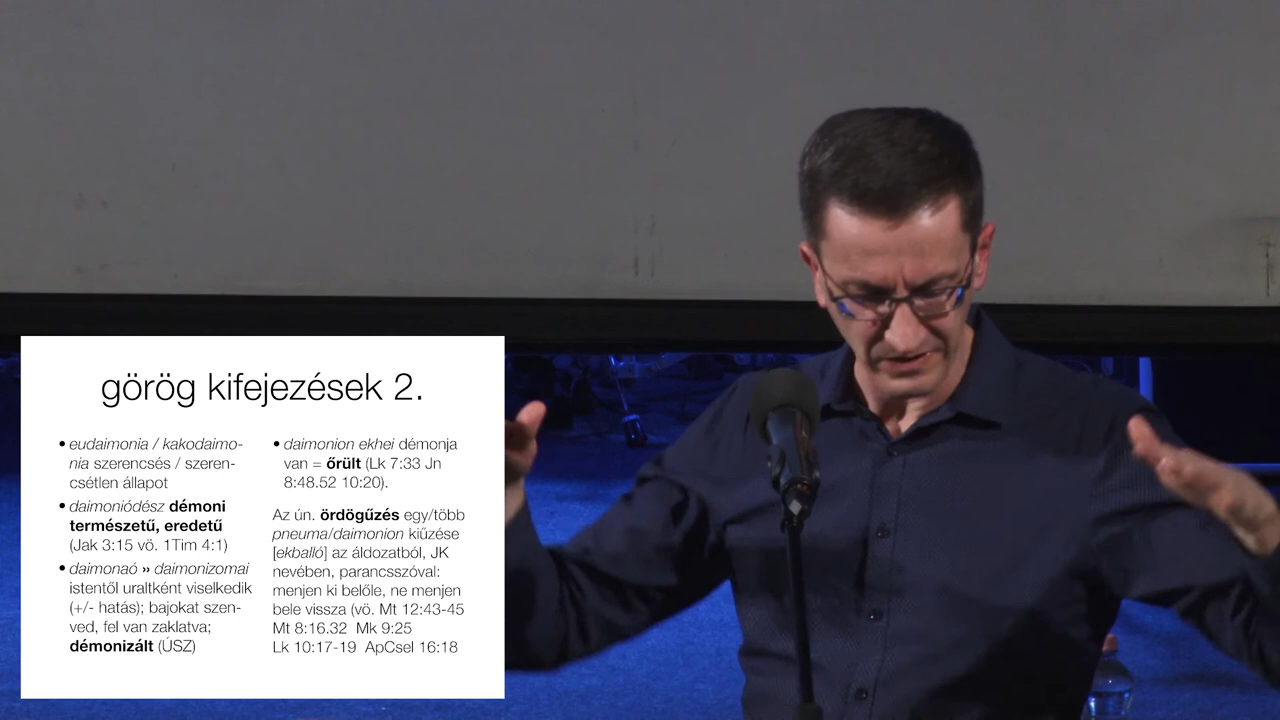 görög kifejezések 2.
• eudaimonia / kakodaimo-
nia szerencsés / szeren-
csétlen állapot
• daimoniódész démoni
természetű, eredetű
(Jak 3:15 vö. 1Tim 4:1)
• daimonaó » daimonizomai
istentől uraltként viselkedik
(+/- hatás); bajokat szen-
ved, fel van zaklatva;
démonizált (ÚSZ)
• daimonion ekhei démonja
van = őrült (Lk 7:33 Jn
8:48.52 10:20).
Az ún. ördögűzés egy/több
pneuma/daimonion kiűzése
[ekballó] az áldozatból, JK
nevében, parancsszóval:
menjen ki belőle, ne menjen
bele vissza (vö. Mt 12:43-45
Mt 8:16.32 Mk 9:25
Lk 10:17-19 ApCsel 16:18